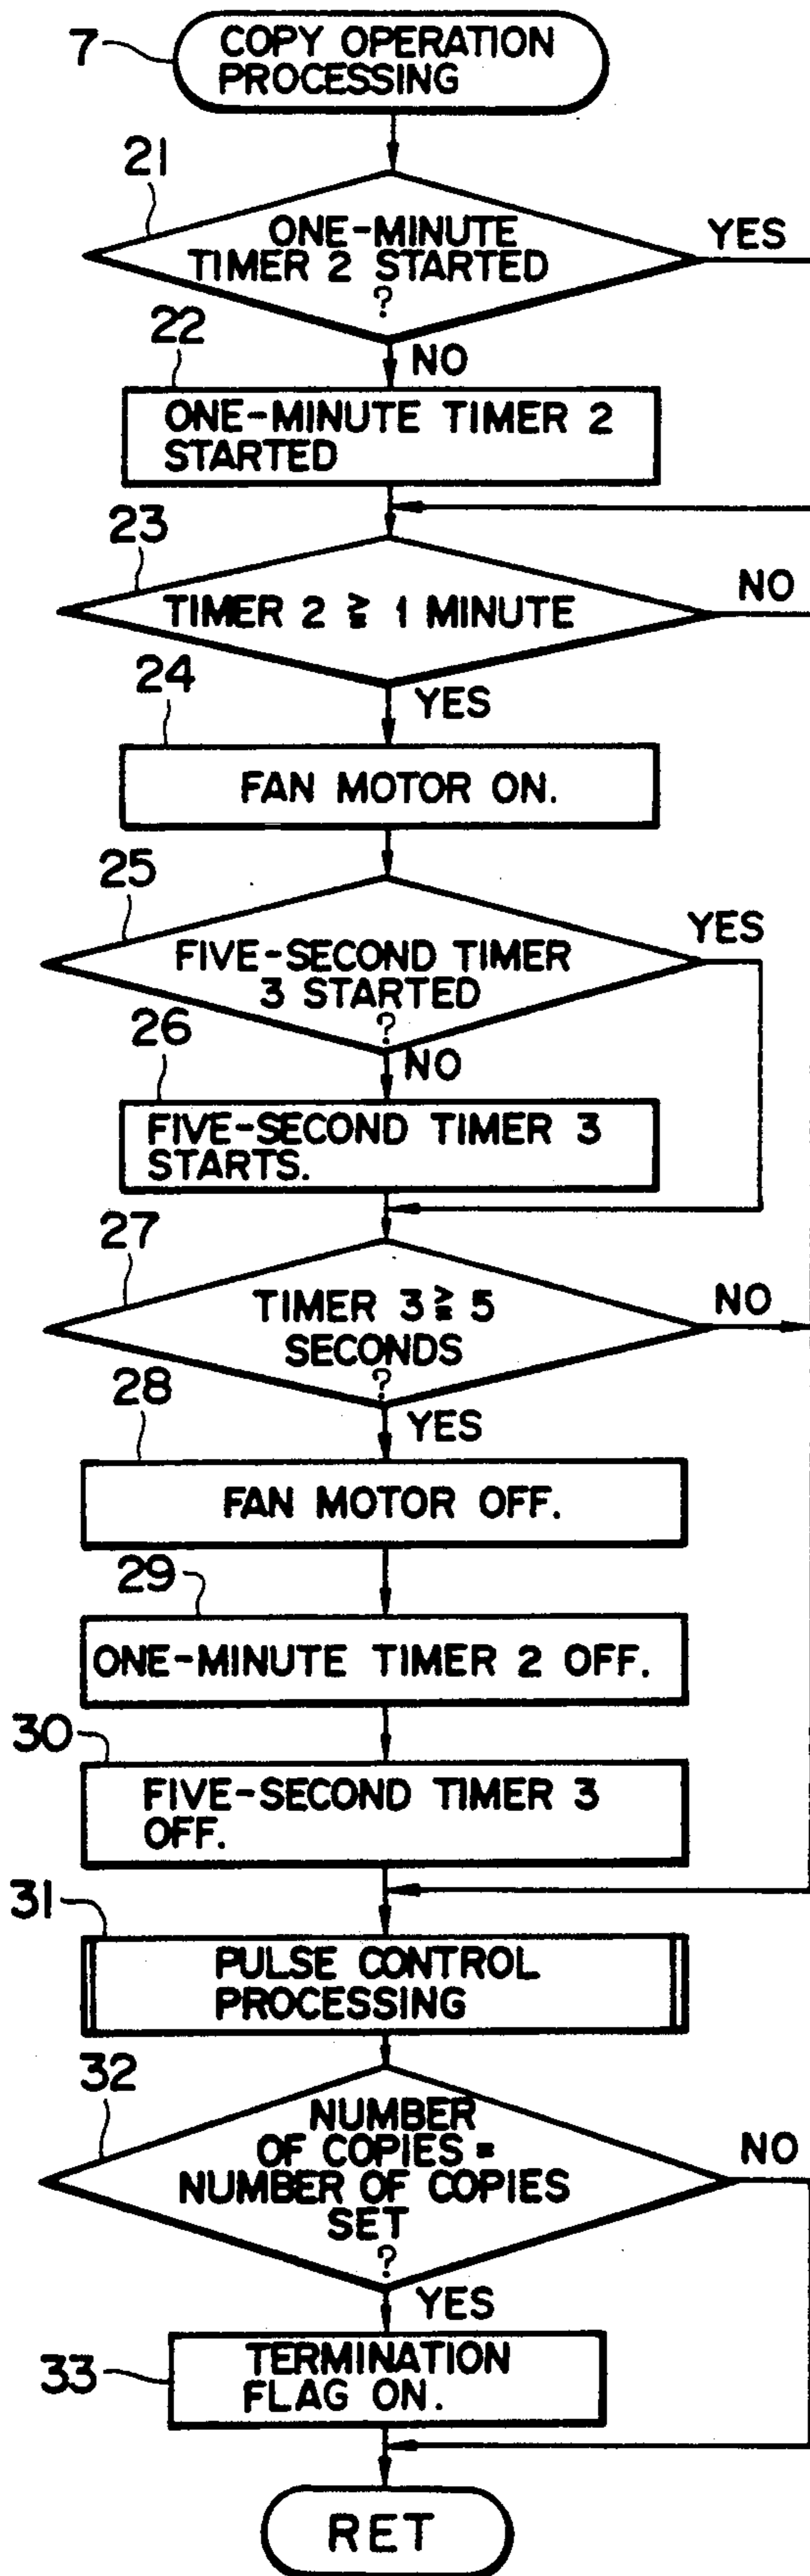 7
COPY OPERATION
PROCESSING
21
ONE-MINUTE
TIMER 2 STARTED
?
YES
NO
22
ONE-MINUTE TIMER 2
STARTED
23
TIMER 2 ≧ 1 MINUTE
NO
YES
24
FAN MOTOR ON.
25
FIVE-SECOND TIMER
3 STARTED
?
YES
NO
26
FIVE-SECOND TIMER 3
STARTS.
27
TIMER 3 ≧ 5
SECONDS
?
NO
YES
28
FAN MOTOR OFF.
29
ONE-MINUTE TIMER 2 OFF.
30
FIVE-SECOND TIMER 3
OFF.
31
PULSE CONTROL
PROCESSING
32
NUMBER
OF COPIES =
NUMBER OF COPIES
SET
?
NO
YES
33
TERMINATION
FLAG ON.
RET